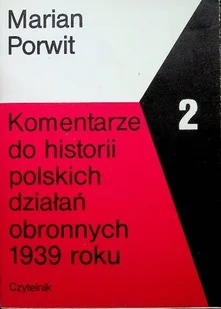 Marian
Porwit
2
Komentarze
do historii
polskich
działań
obronnych
1939 roku
Czytelnik